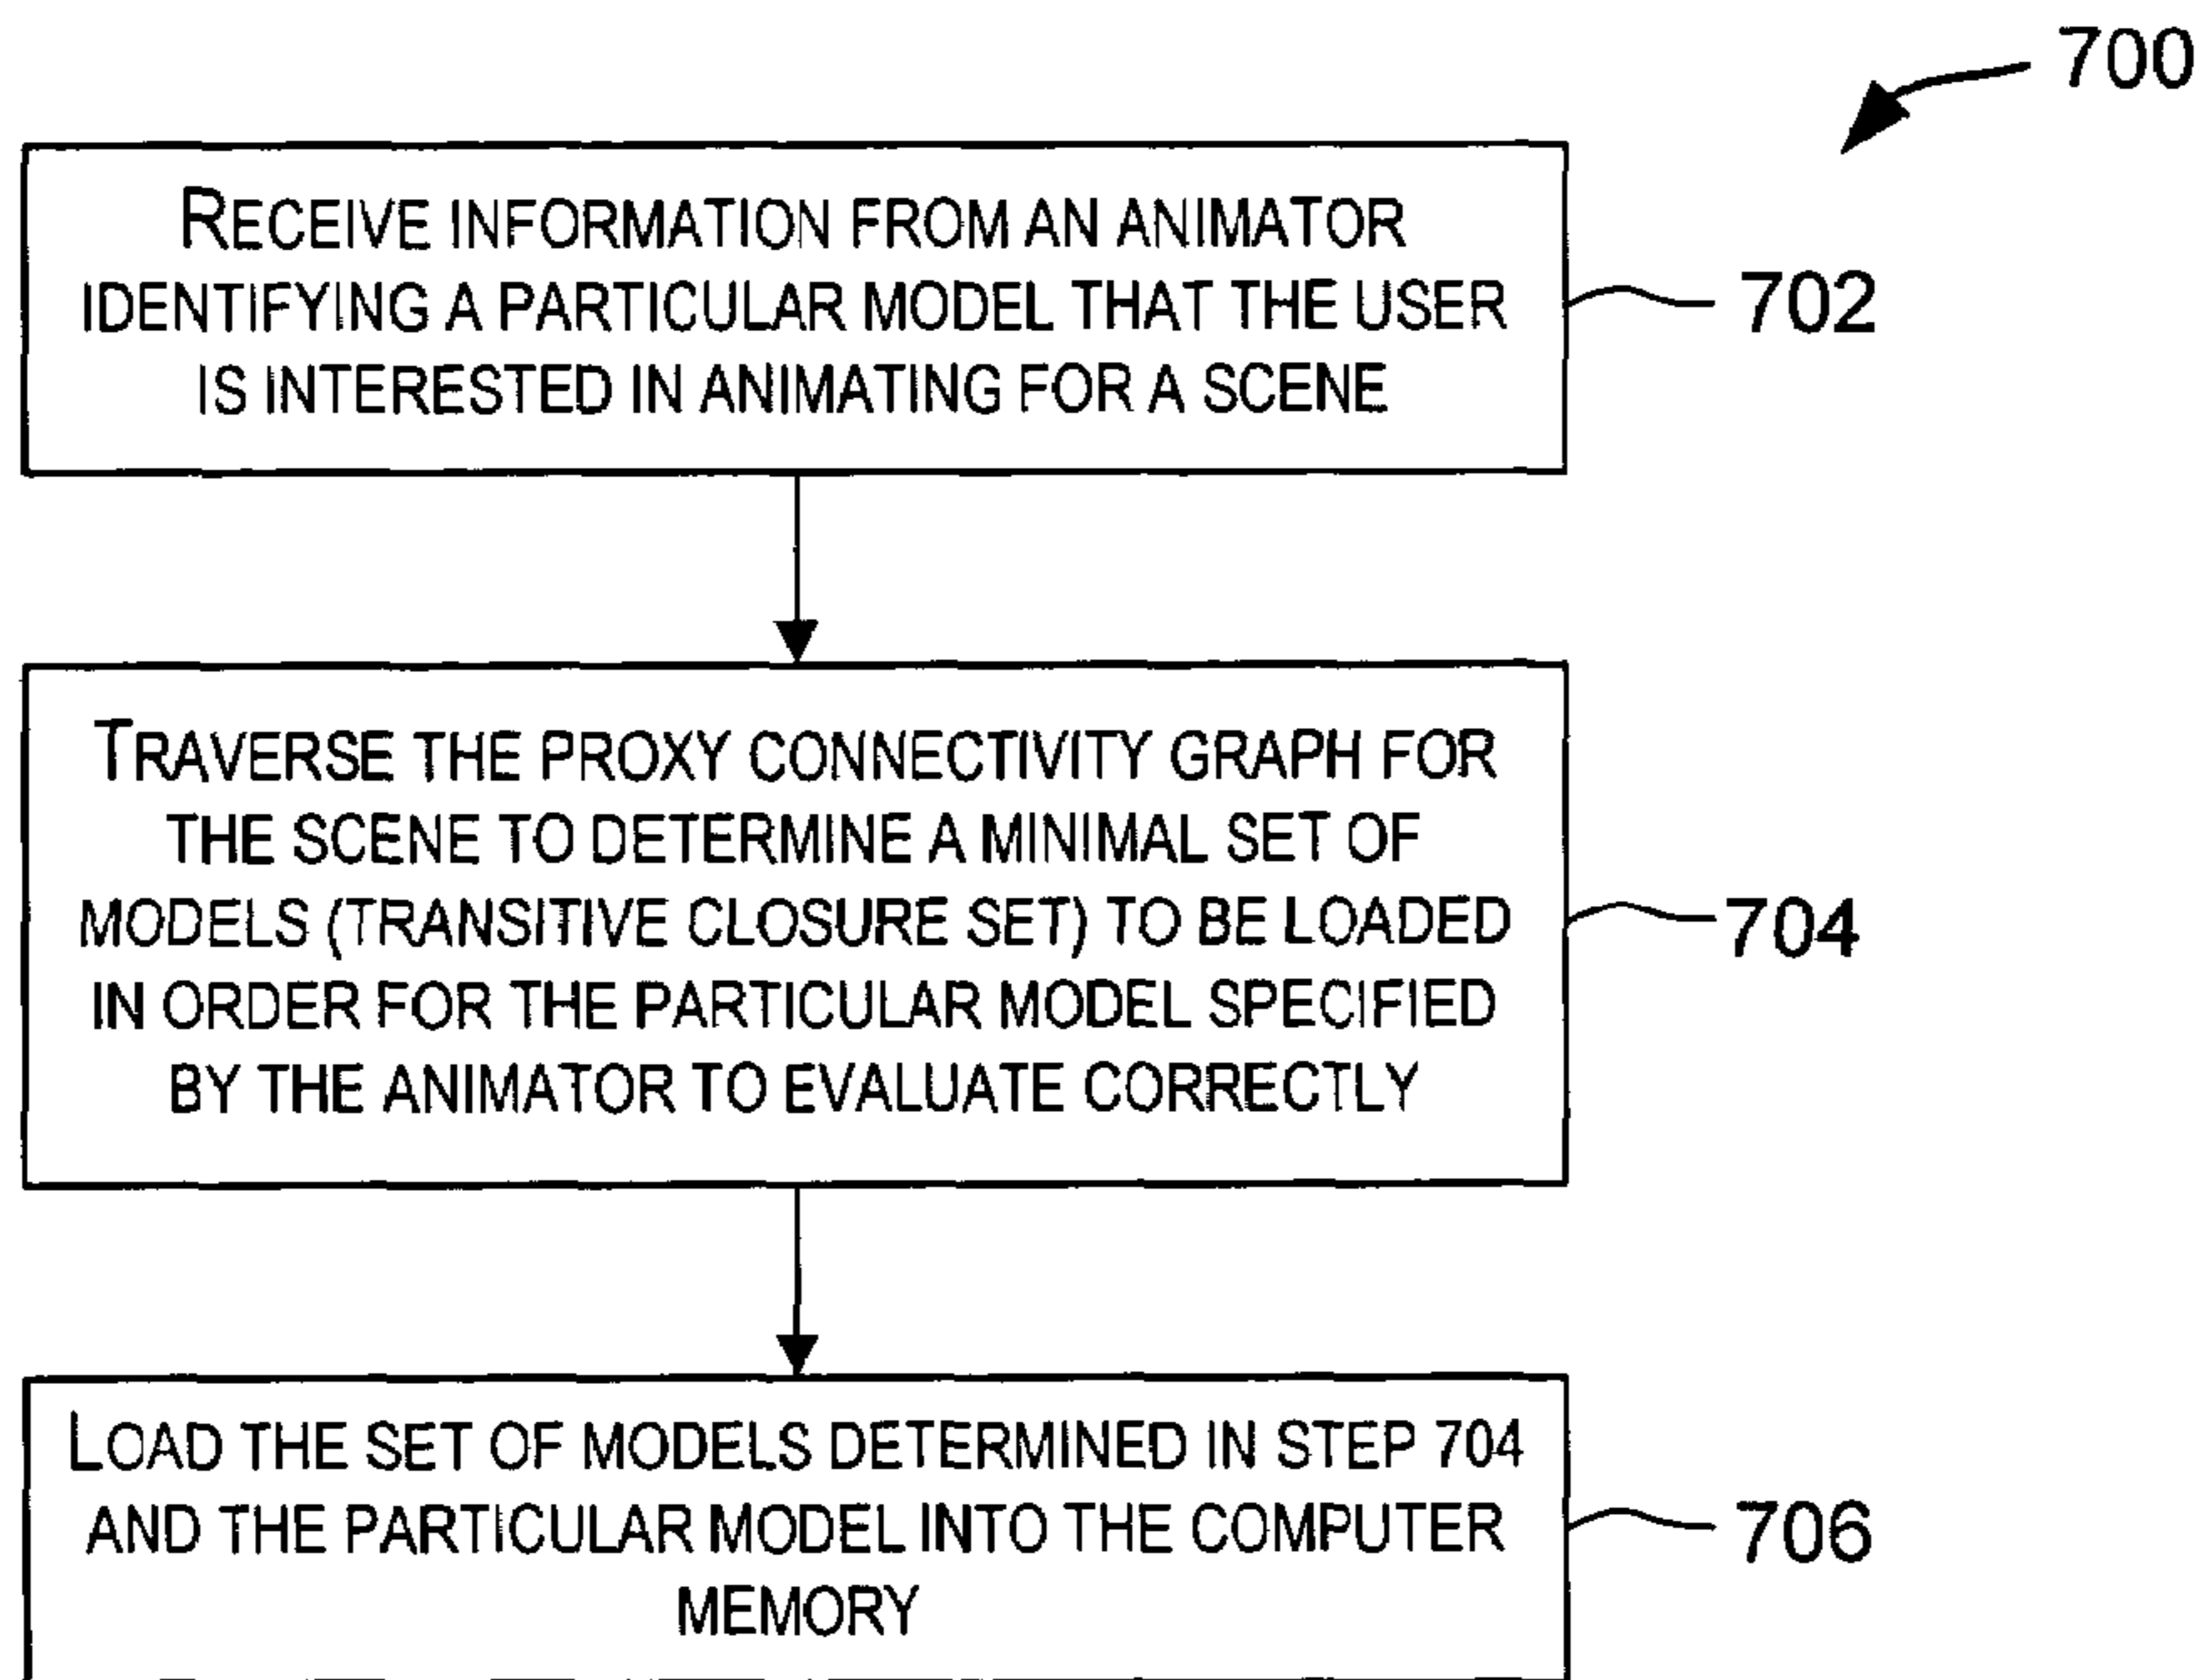 700
RECEIVE INFORMATION FROM AN ANIMATOR
IDENTIFYING A PARTICULAR MODEL THAT THE USER
IS INTERESTED IN ANIMATING FOR A SCENE
702
TRAVERSE THE PROXY CONNECTIVITY GRAPH FOR
THE SCENE TO DETERMINE A MINIMAL SET OF
MODELS (TRANSITIVE CLOSURE SET) TO BE LOADED
IN ORDER FOR THE PARTICULAR MODEL SPECIFIED
BY THE ANIMATOR TO EVALUATE CORRECTLY
704
LOAD THE SET OF MODELS DETERMINED IN STEP 704
AND THE PARTICULAR MODEL INTO THE COMPUTER
MEMORY
706